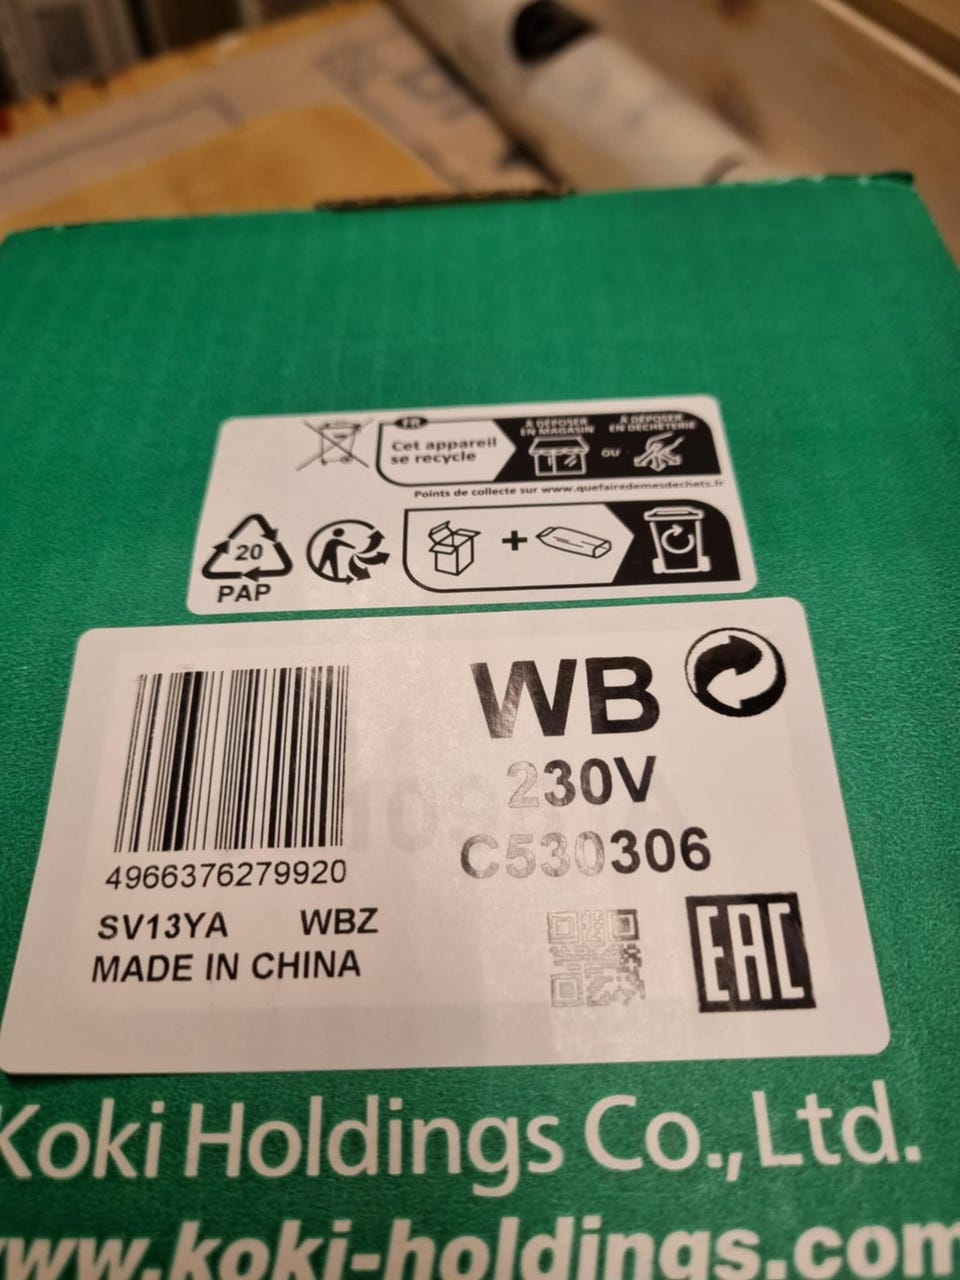 FR
Cet appareil
se recycle
À DÉPOSER
EN MAGASIN
OU
À DÉPOSER
EN DÉCHÈTERIE
Points de collecte sur www.quefairedemesdechets.fr
20
PAP
+
WB
230V
C530306
4966376279920
SV13YA WBZ
MADE IN CHINA
EAC
Koki Holdings Co., Ltd.
www.koki-holdings.com